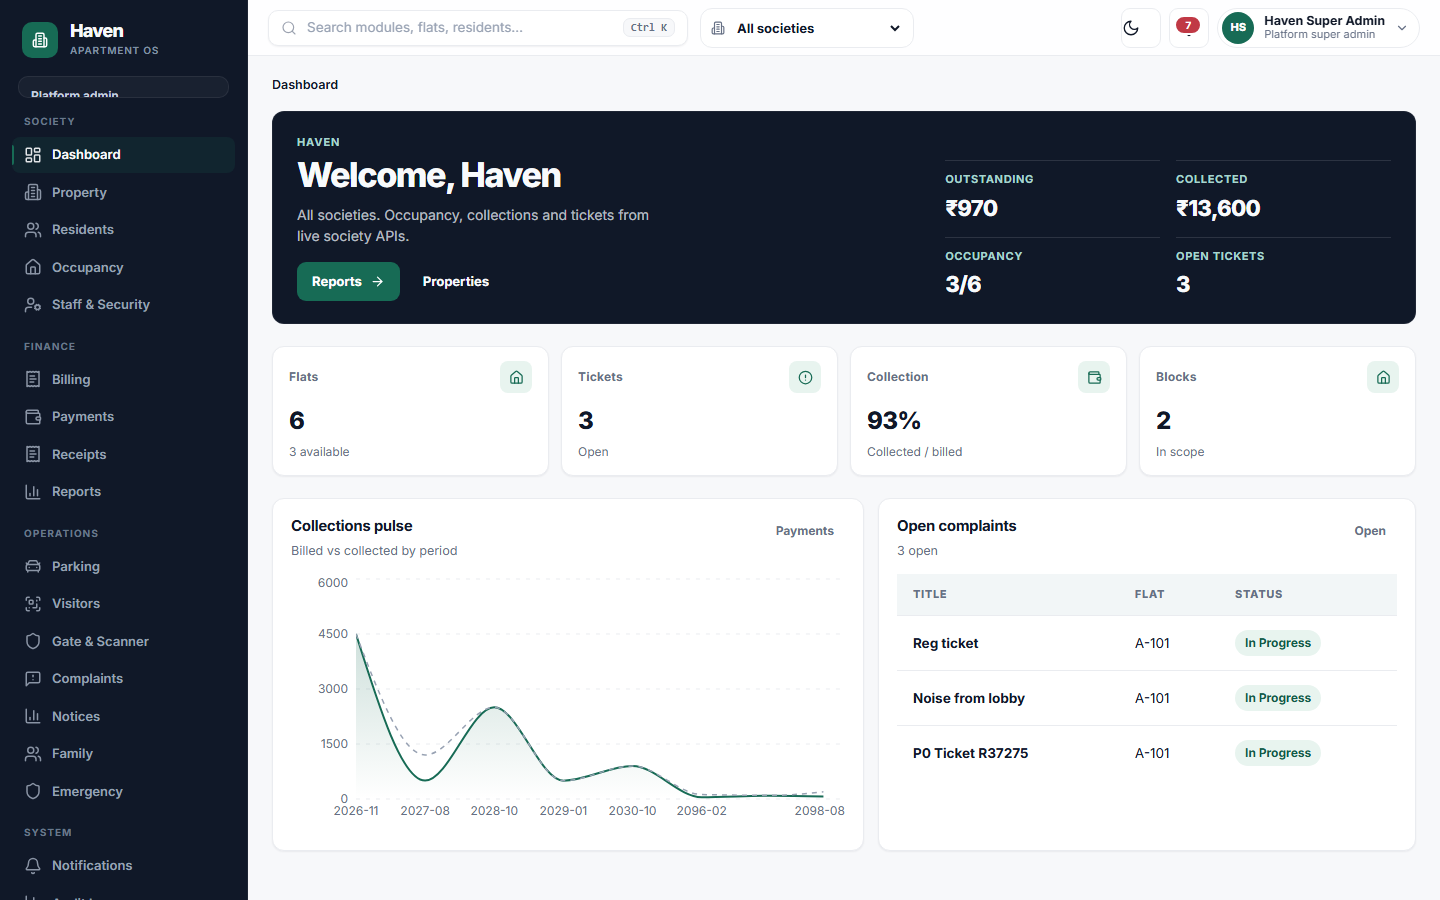 Haven
APARTMENT OS
Platform admin
SOCIETY
Dashboard
Property
Residents
Occupancy
Staff & Security
FINANCE
Billing
Payments
Receipts
Reports
OPERATIONS
Parking
Visitors
Gate & Scanner
Complaints
Notices
Family
Emergency
SYSTEM
Notifications
Search modules, flats, residents...
Ctrl K
All societies
7
HS
Haven Super Admin
Platform super admin
Dashboard
HAVEN
Welcome, Haven
All societies. Occupancy, collections and tickets from
live society APIs.
Reports
Properties
OUTSTANDING
₹970
COLLECTED
₹13,600
OCCUPANCY
3/6
OPEN TICKETS
3
Flats
6
3 available
Tickets
3
Open
Collection
93%
Collected / billed
Blocks
2
In scope
Collections pulse
Billed vs collected by period
Payments
6000
4500
3000
1500
0
2026-11 2027-08 2028-10 2029-01 2030-10 2096-02 2098-08
Open complaints
3 open
Open
TITLE FLAT STATUS
Reg ticket A-101 In Progress
Noise from lobby A-101 In Progress
P0 Ticket R37275 A-101 In Progress